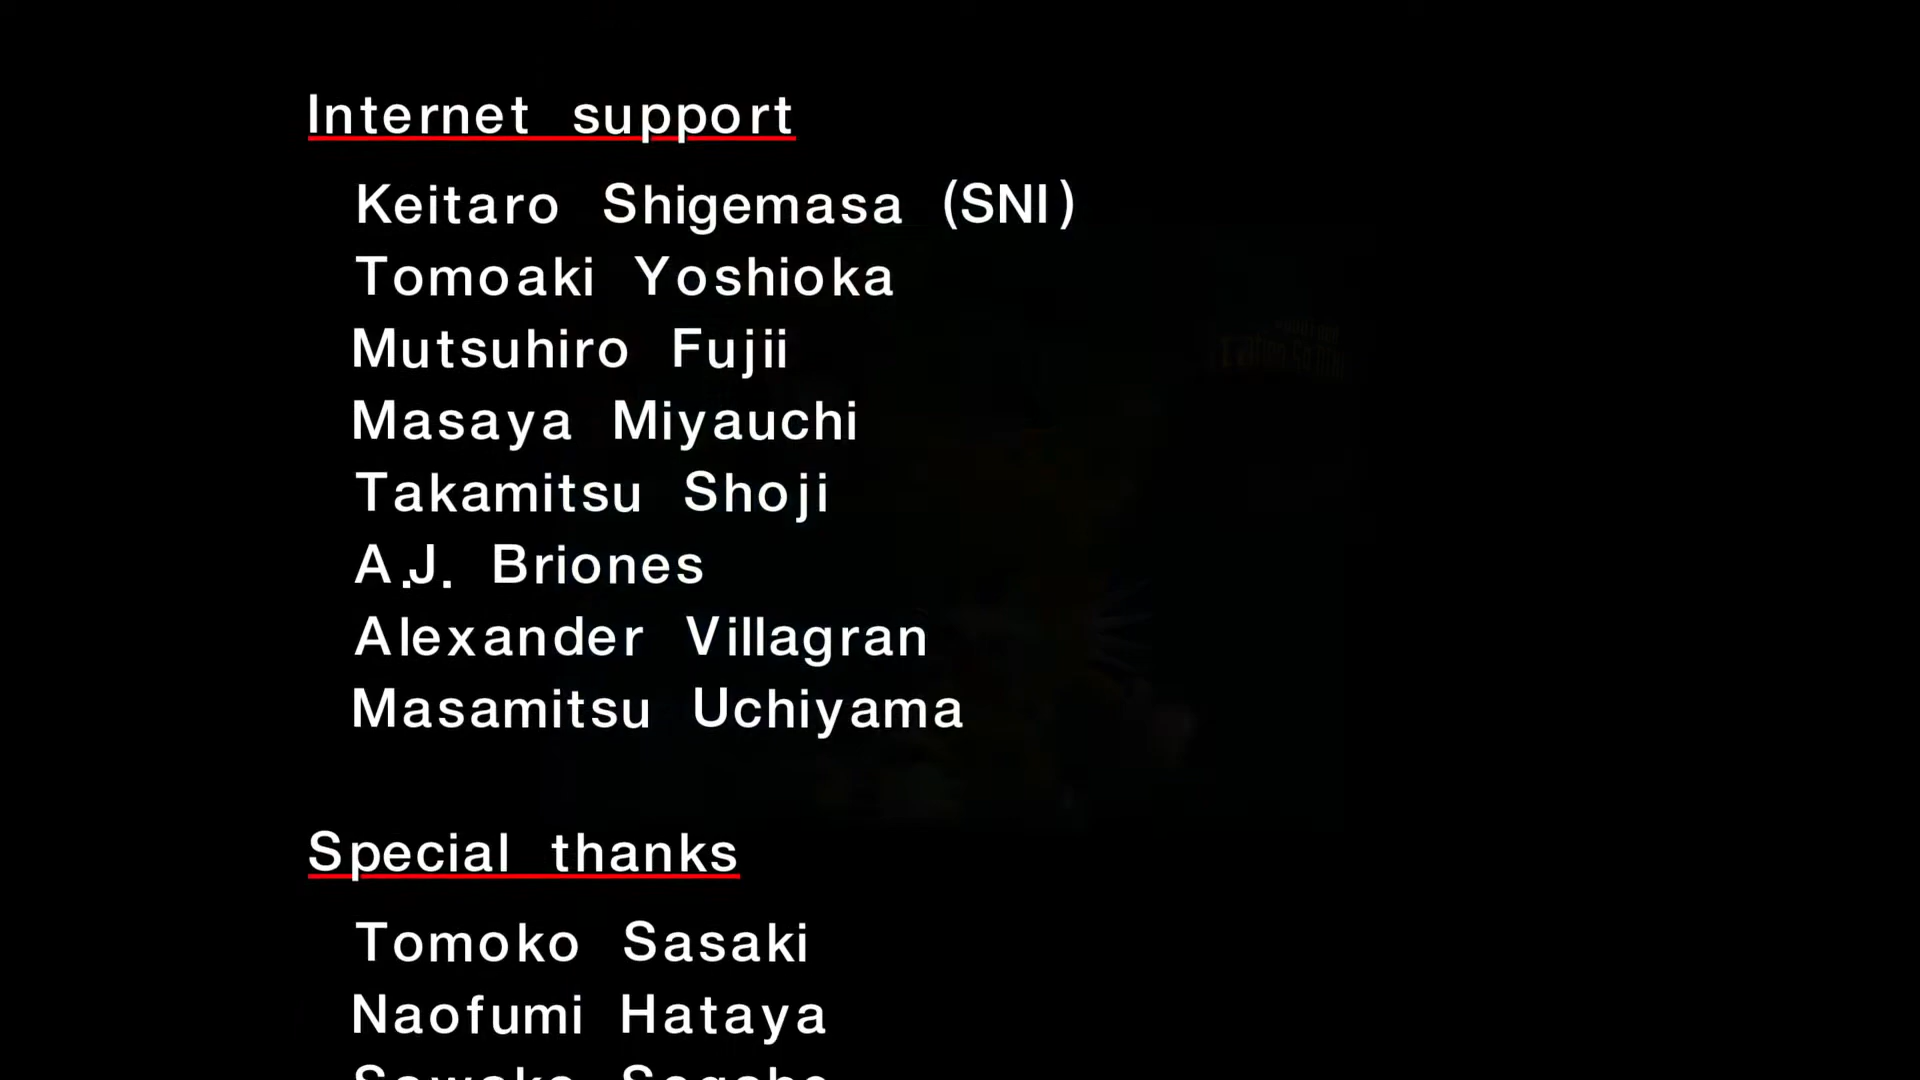 Internet support
Keitaro Shigemasa (SNI)
Tomoaki Yoshioka
Mutsuhiro Fujii
Masaya Miyauchi
Takamitsu Shoji
A.J. Briones
Alexander Villagran
Masamitsu Uchiyama
Special thanks
Tomoko Sasaki
Naofumi Hataya